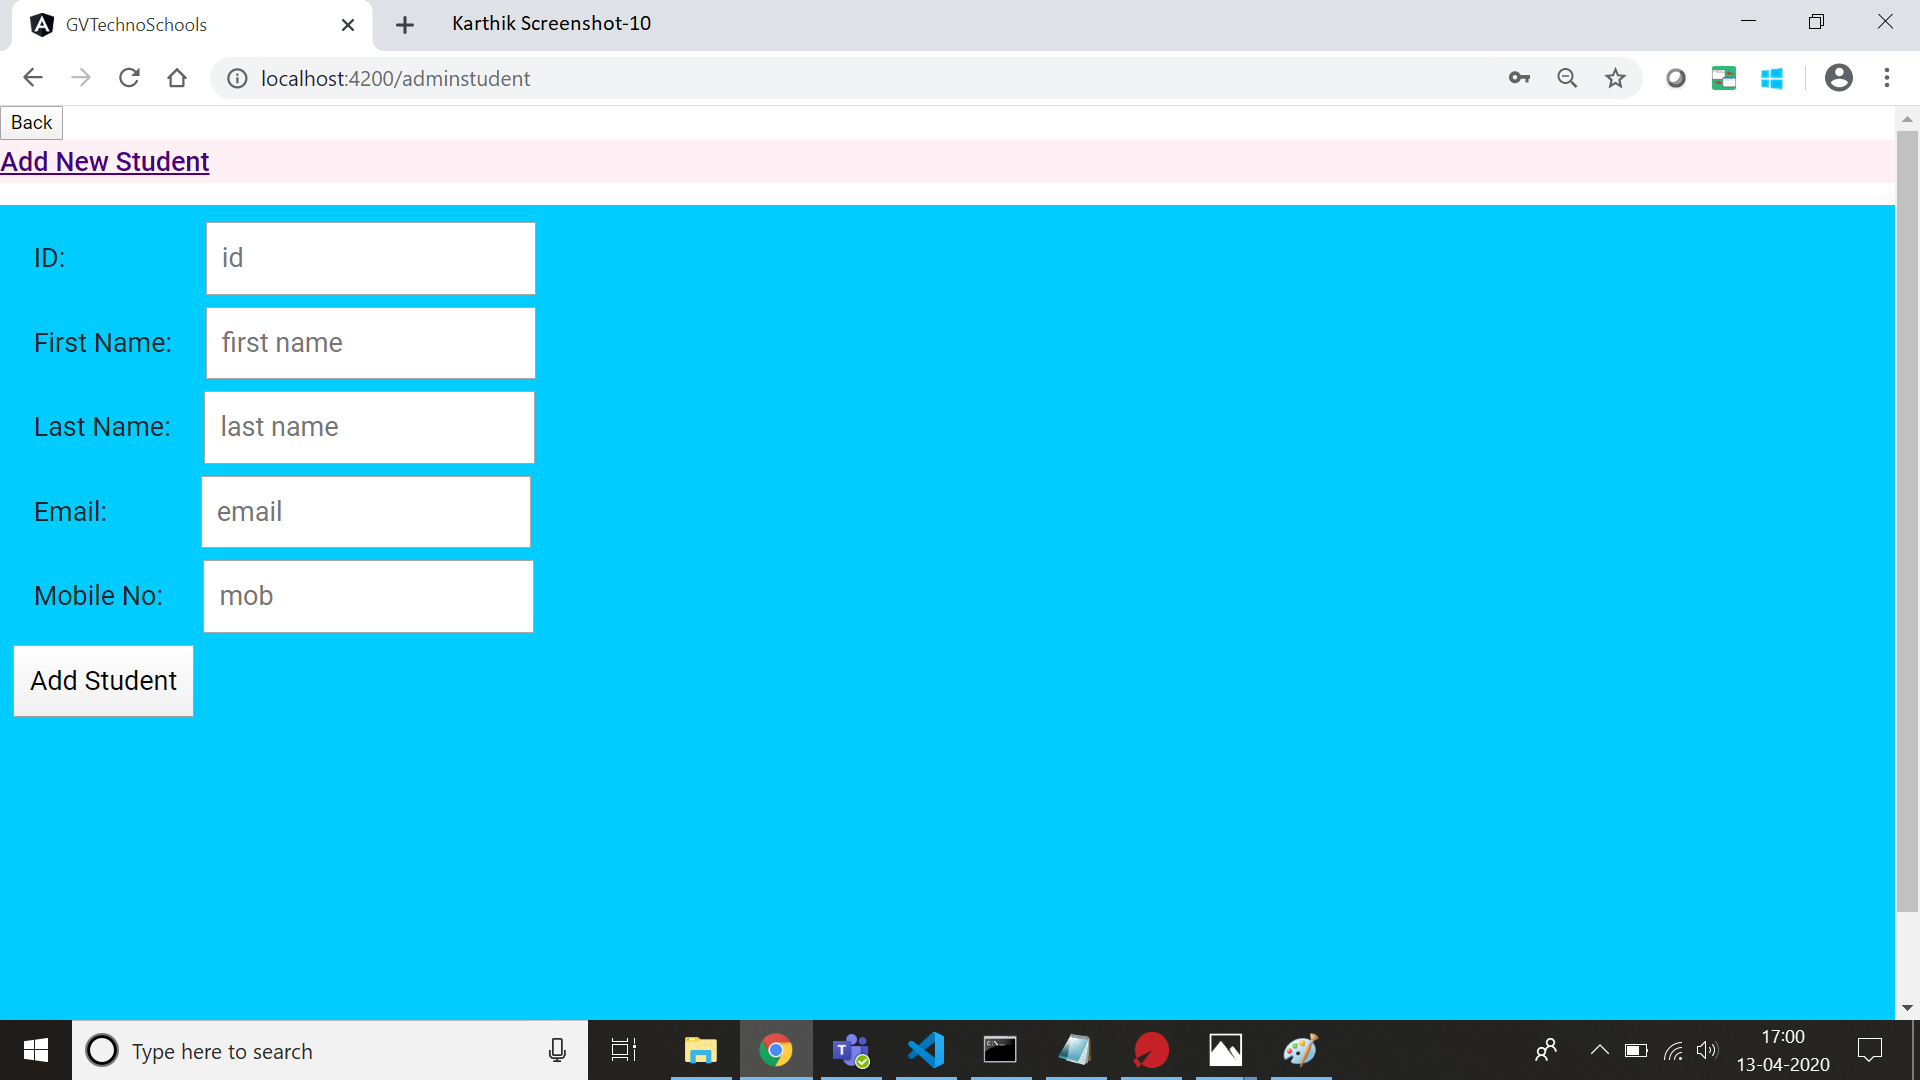 GVTechnoSchools
Karthik Screenshot-10
localhost:4200/adminstudent
Back
Add New Student
ID: id
First Name: first name
Last Name: last name
Email: email
Mobile No: mob
Add Student
Type here to search
17:00
13-04-2020